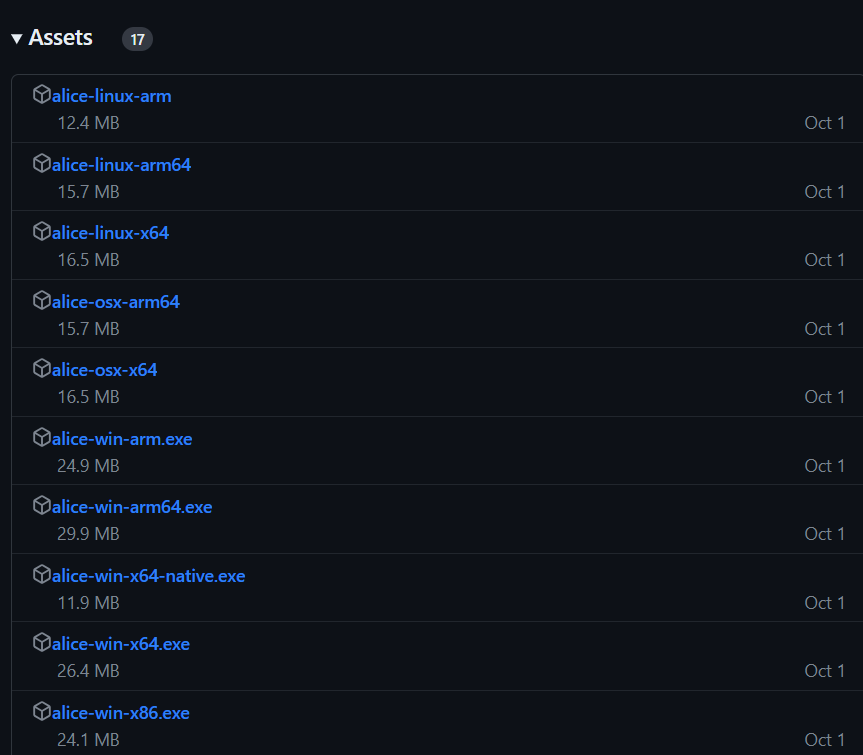 Assets 17
alice-linux-arm
12.4 MB Oct 1
alice-linux-arm64
15.7 MB Oct 1
alice-linux-x64
16.5 MB Oct 1
alice-osx-arm64
15.7 MB Oct 1
alice-osx-x64
16.5 MB Oct 1
alice-win-arm.exe
24.9 MB Oct 1
alice-win-arm64.exe
29.9 MB Oct 1
alice-win-x64-native.exe
11.9 MB Oct 1
alice-win-x64.exe
26.4 MB Oct 1
alice-win-x86.exe
24.1 MB Oct 1